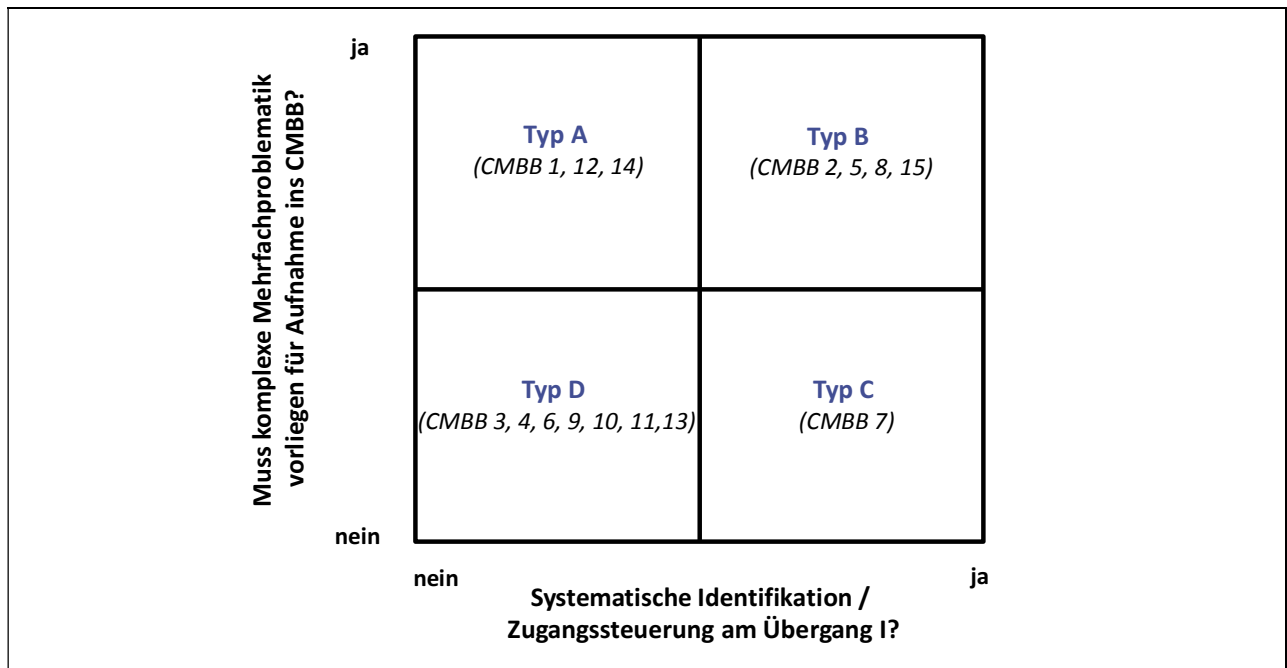 ja
Muss komplexe Mehrfachproblematik
vorliegen für Aufnahme ins CMBB?
Typ A
(CMBB 1, 12, 14)
Typ B
(CMBB 2, 5, 8, 15)
Typ D
(CMBB 3, 4, 6, 9, 10, 11,13)
Typ C
(CMBB 7)
nein
nein
ja
Systematische Identifikation /
Zugangssteuerung am Übergang I?